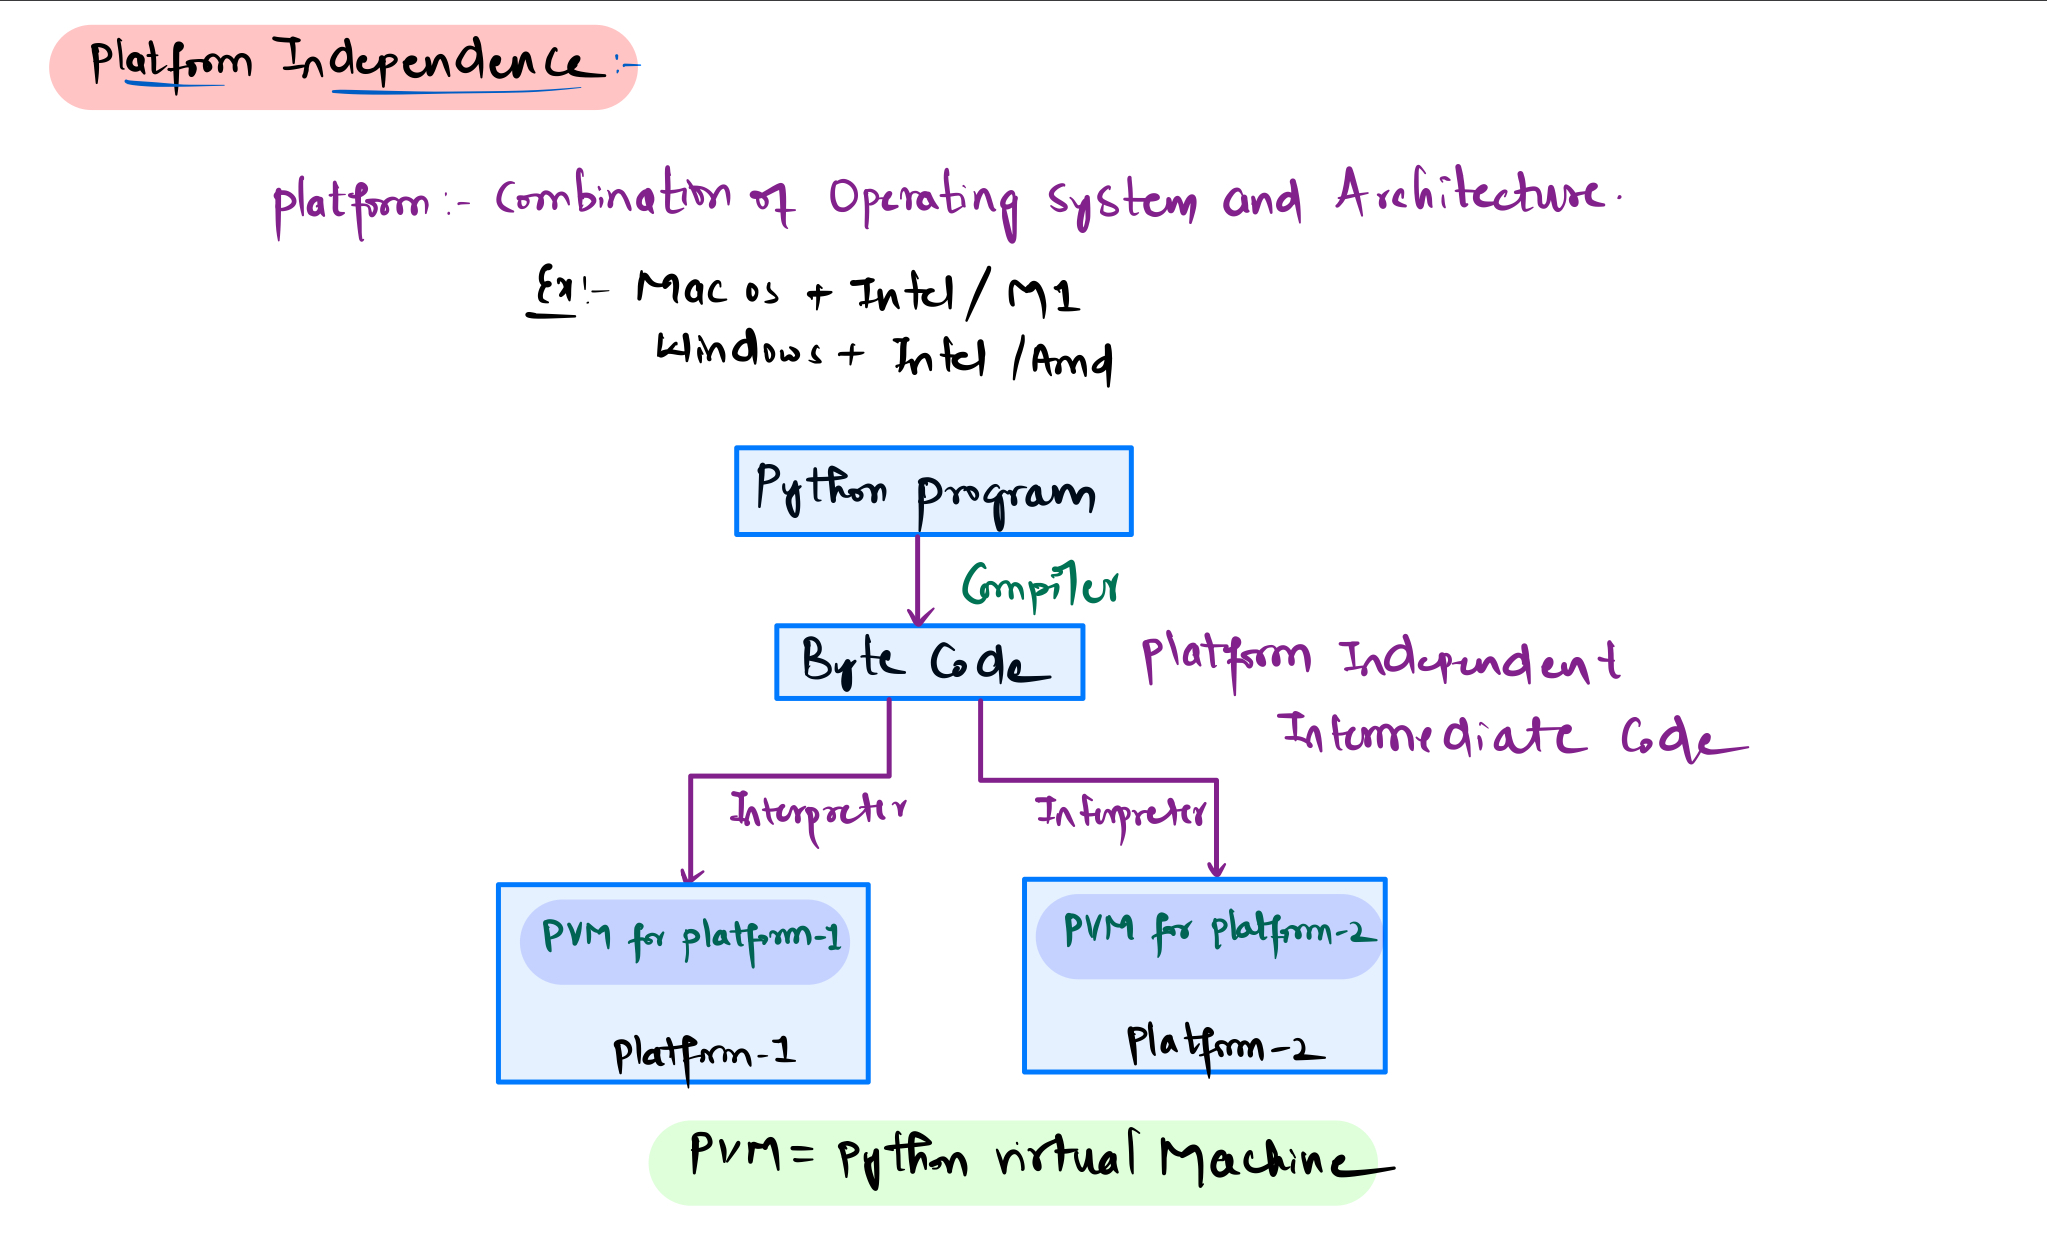 Platform Independence :-
platform :- Combination of Operating System and Architecture.
Ex :- Mac os + Intel / M1
Windows + Intel / Amd
Python program
Compiler
Byte Code
platform Independent
Intermediate Code
Interpreter
Interpreter
PVM for platform-1
PVM for platform-2
platform-1
platform-2
PVM = python virtual Machine